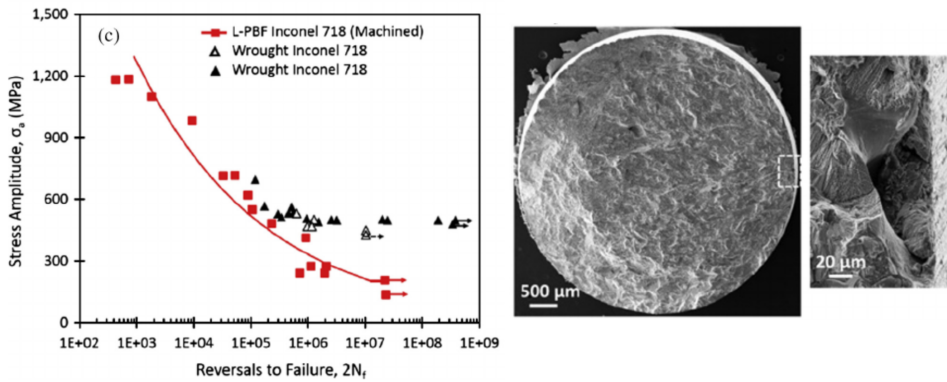 (c)
L-PBF Inconel 718 (Machined)
Wrought Inconel 718
Wrought Inconel 718
Stress Amplitude, σₐ (MPa)
1,500
1,200
900
600
300
0
1E+02 1E+03 1E+04 1E+05 1E+06 1E+07 1E+08 1E+09
Reversals to Failure, 2Nf
500 μm
20 μm